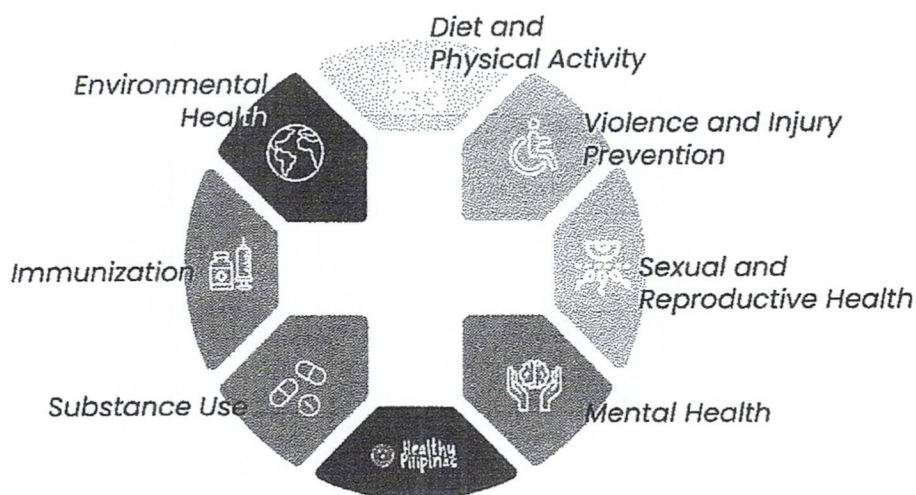 Diet and
Physical Activity
Environmental
Health
Violence and Injury
Prevention
Immunization
Sexual and
Reproductive Health
Substance Use
Mental Health
Healthy
Pilipinas